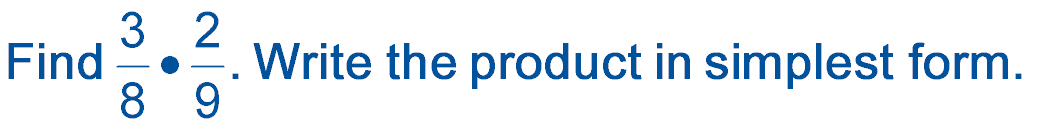 Find 3/8 • 2/9. Write the product in simplest form.